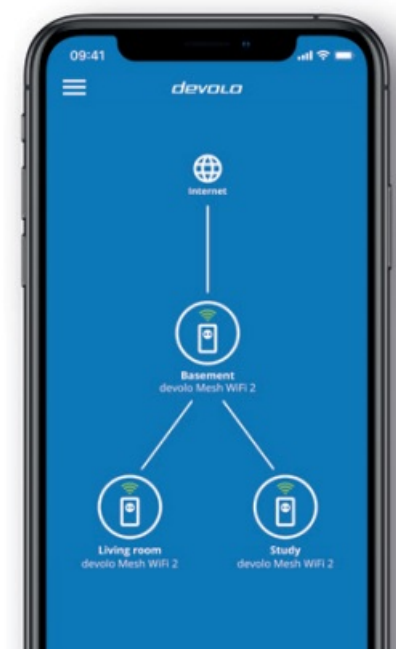 09:41
devolo
Internet
Basement
devolo Mesh WiFi 2
Living room
devolo Mesh WiFi 2
Study
devolo Mesh WiFi 2